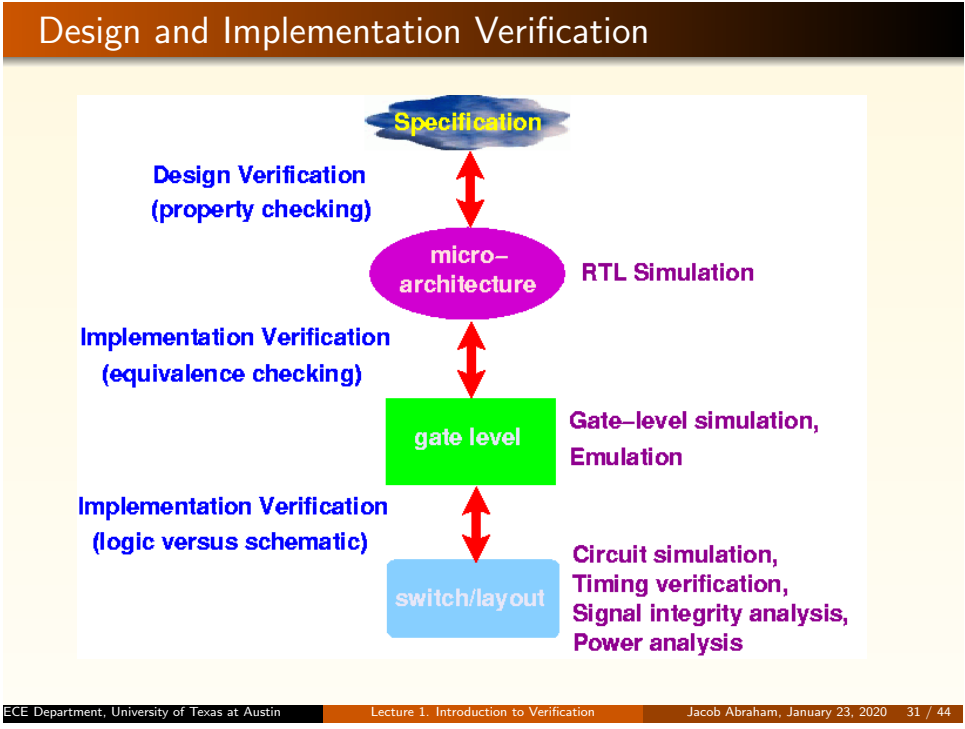 Design and Implementation Verification
Specification
Design Verification
(property checking)
micro–
architecture
RTL Simulation
Implementation Verification
(equivalence checking)
gate level
Gate–level simulation,
Emulation
Implementation Verification
(logic versus schematic)
switch/layout
Circuit simulation,
Timing verification,
Signal integrity analysis,
Power analysis
ECE Department, University of Texas at Austin
Lecture 1. Introduction to Verification
Jacob Abraham, January 23, 2020 31 / 44